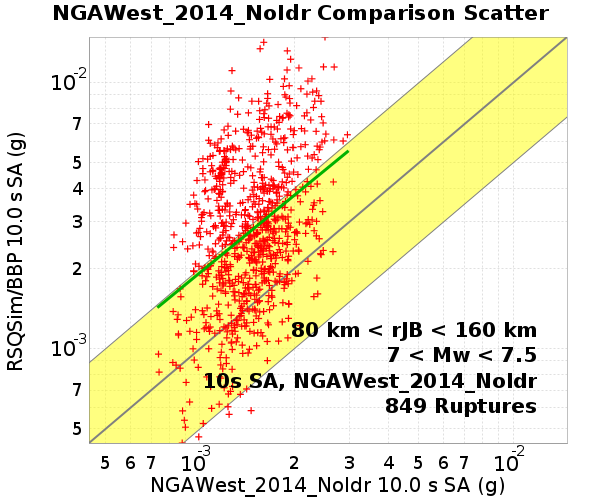 NGAWest_2014_NoIdr Comparison Scatter
RSQSim/BBP 10.0 s SA (g)
10-2
7
5
4
3
2
10-3
7
5
80 km < rJB < 160 km
7 < Mw < 7.5
10s SA, NGAWest_2014_NoIdr
849 Ruptures
5 6 7 10-3 2 3 4 5 6 7 10-2
NGAWest_2014_NoIdr 10.0 s SA (g)